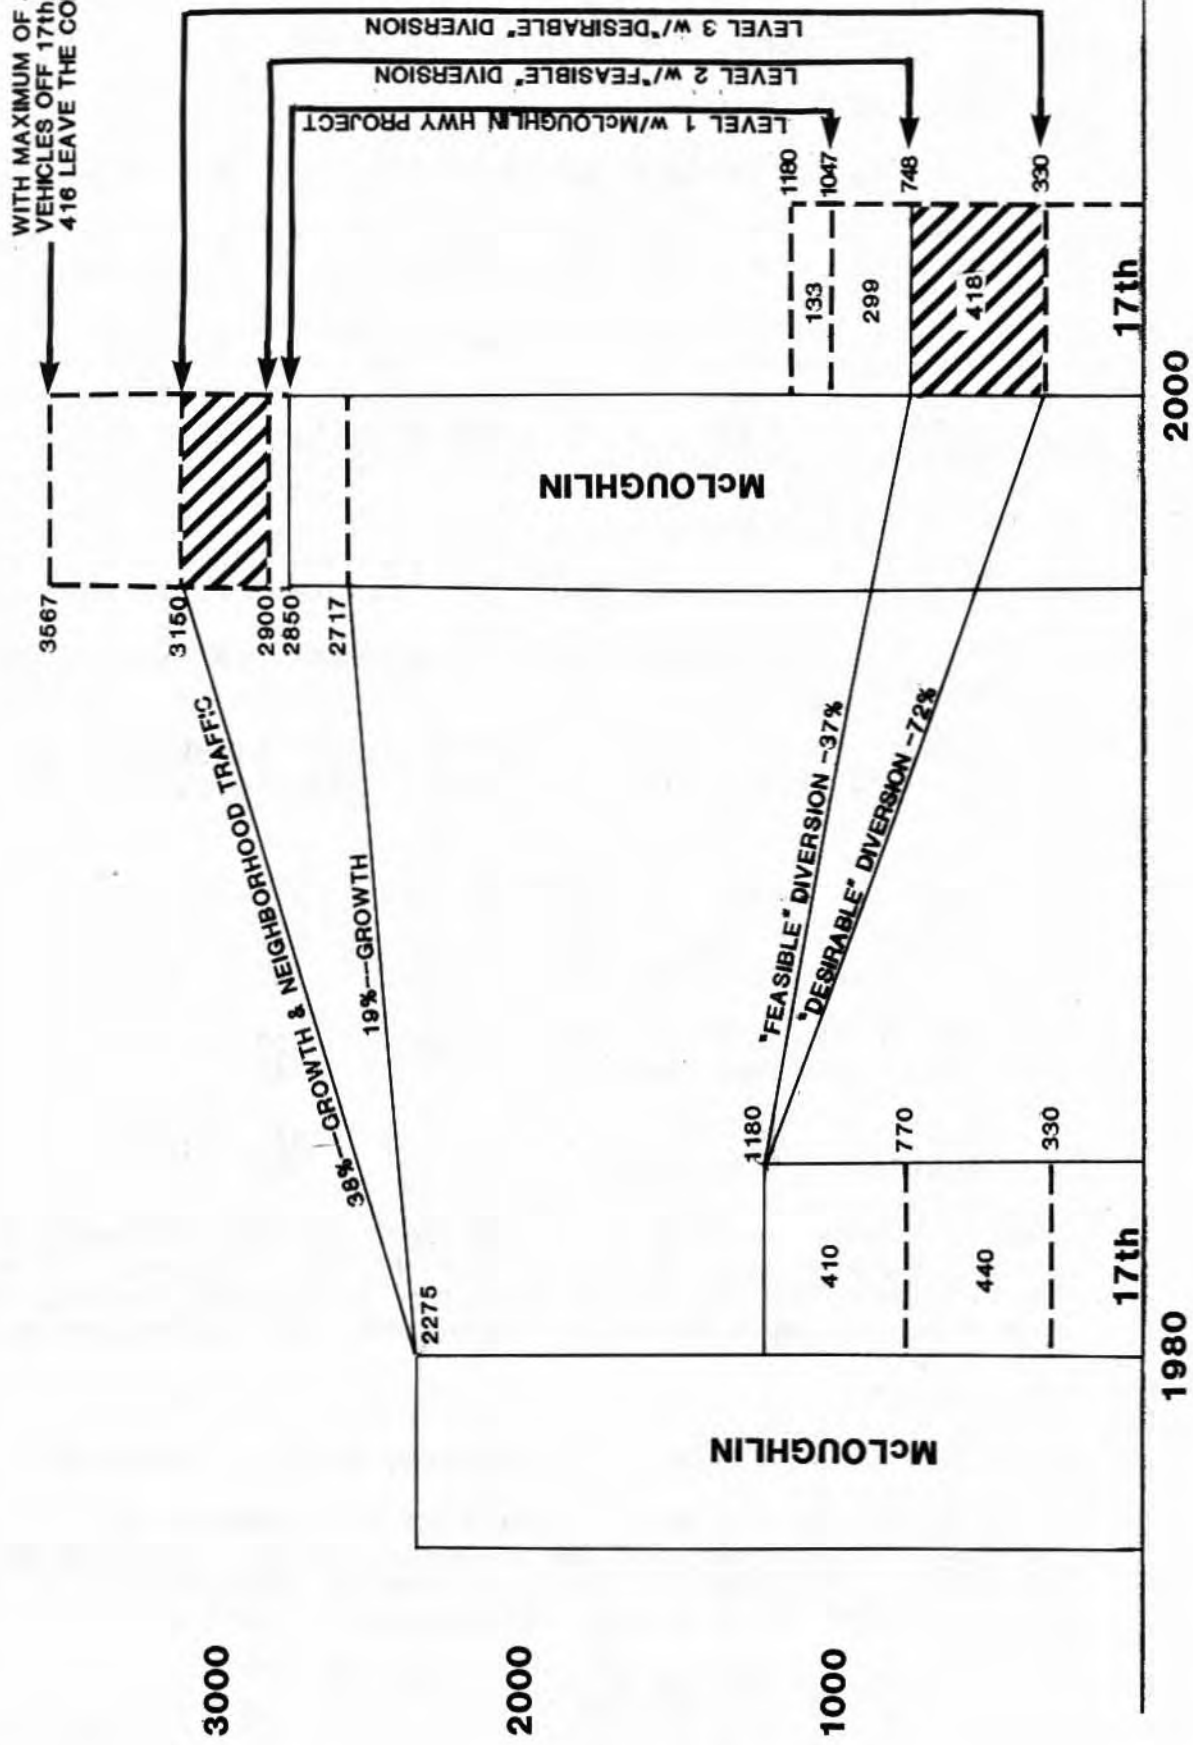 WITH MAXIMUM OF
VEHICLES OFF 17th
416 LEAVE THE CO
3000
2000
1000
McLOUGHLIN
2275
38%—GROWTH & NEIGHBORHOOD TRAFFIC
19%—GROWTH
1180
770
330
410
440
17th
1980
"FEASIBLE" DIVERSION -37%
"DESIRABLE" DIVERSION -72%
3567
3150
2900
2850
2717
McLOUGHLIN
2000
1180
1047
748
330
133
299
418
17th
LEVEL 1 W/McLOUGHLIN HWY PROJECT
LEVEL 2 w/"FEASIBLE" DIVERSION
LEVEL 3 w/"DESIRABLE" DIVERSION